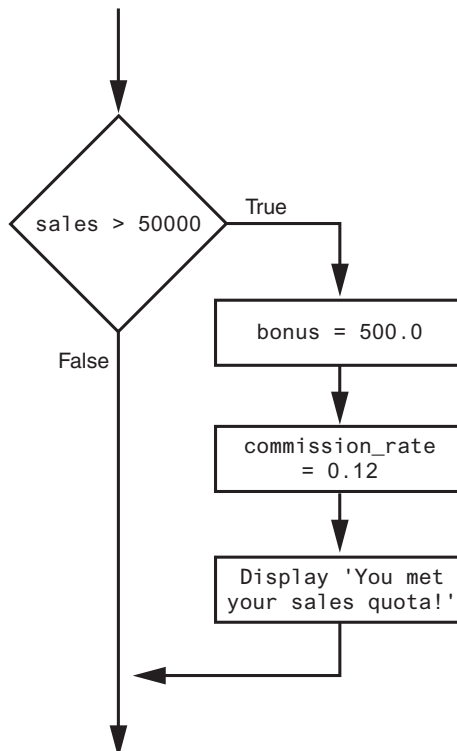 sales > 50000
True
bonus = 500.0
False
commission_rate
= 0.12
Display 'You met
your sales quota!'